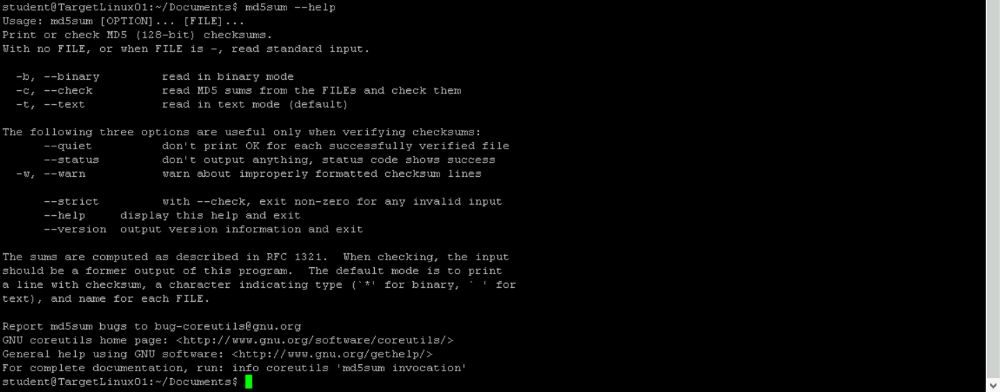 student@TargetLinux01:~/Documents$ md5sum --help
Usage: md5sum [OPTION]... [FILE]...
Print or check MD5 (128-bit) checksums.
With no FILE, or when FILE is -, read standard input.
-b, --binary read in binary mode
-c, --check read MD5 sums from the FILEs and check them
-t, --text read in text mode (default)
The following three options are useful only when verifying checksums:
--quiet don't print OK for each successfully verified file
--status don't output anything, status code shows success
-w, --warn warn about improperly formatted checksum lines
--strict with --check, exit non-zero for any invalid input
--help display this help and exit
--version output version information and exit
The sums are computed as described in RFC 1321. When checking, the input
should be a former output of this program. The default mode is to print
a line with checksum, a character indicating type (`*' for binary, ` ' for
text), and name for each FILE.
Report md5sum bugs to bug-coreutils@gnu.org
GNU coreutils home page: <http://www.gnu.org/software/coreutils/>
General help using GNU software: <http://www.gnu.org/gethelp/>
For complete documentation, run: info coreutils 'md5sum invocation'
student@TargetLinux01:~/Documents$